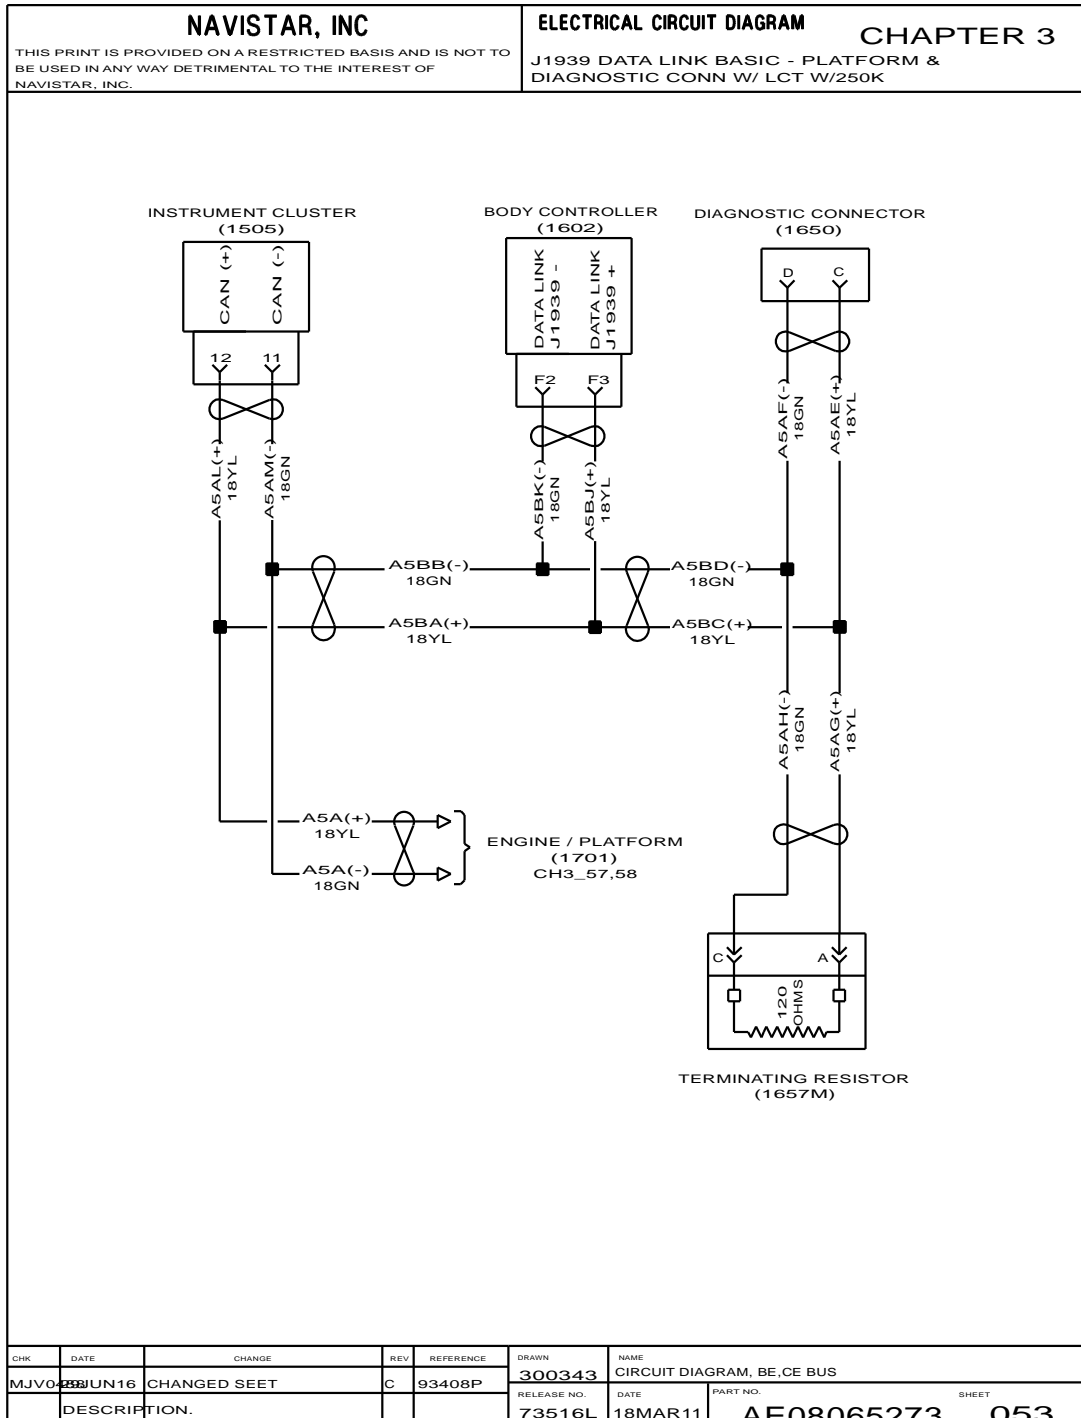 NAVISTAR, INC
THIS PRINT IS PROVIDED ON A RESTRICTED BASIS AND IS NOT TO
BE USED IN ANY WAY DETRIMENTAL TO THE INTEREST OF
NAVISTAR, INC.
ELECTRICAL CIRCUIT DIAGRAM
CHAPTER 3
J1939 DATA LINK BASIC - PLATFORM &
DIAGNOSTIC CONN W/ LCT W/250K
INSTRUMENT CLUSTER
(1505)
CAN (+)
CAN (-)
12
11
A5AL(+)
18YL
A5AM(-)
18GN
BODY CONTROLLER
(1602)
DATA LINK
J1939 -
DATA LINK
J1939 +
F2
F3
A5BK(-)
18GN
A5BJ(+)
18YL
DIAGNOSTIC CONNECTOR
(1650)
D
C
A5AF(-)
18GN
A5AE(+)
18YL
A5BB(-)
18GN
A5BD(-)
18GN
A5BA(+)
18YL
A5BC(+)
18YL
A5AH(-)
18GN
A5AG(+)
18YL
A5A(+)
18YL
A5A(-)
18GN
ENGINE / PLATFORM
(1701)
CH3_57,58
C
A
120
OHMS
TERMINATING RESISTOR
(1657M)
CHK
DATE
CHANGE
REV
REFERENCE
DRAWN
NAME
CHANGED SEET
C
93408P
300343
CIRCUIT DIAGRAM, BE,CE BUS
DESCRIPTION.
RELEASE NO.
DATE
PART NO.
SHEET
73516L
18MAR11
AE08065273
053